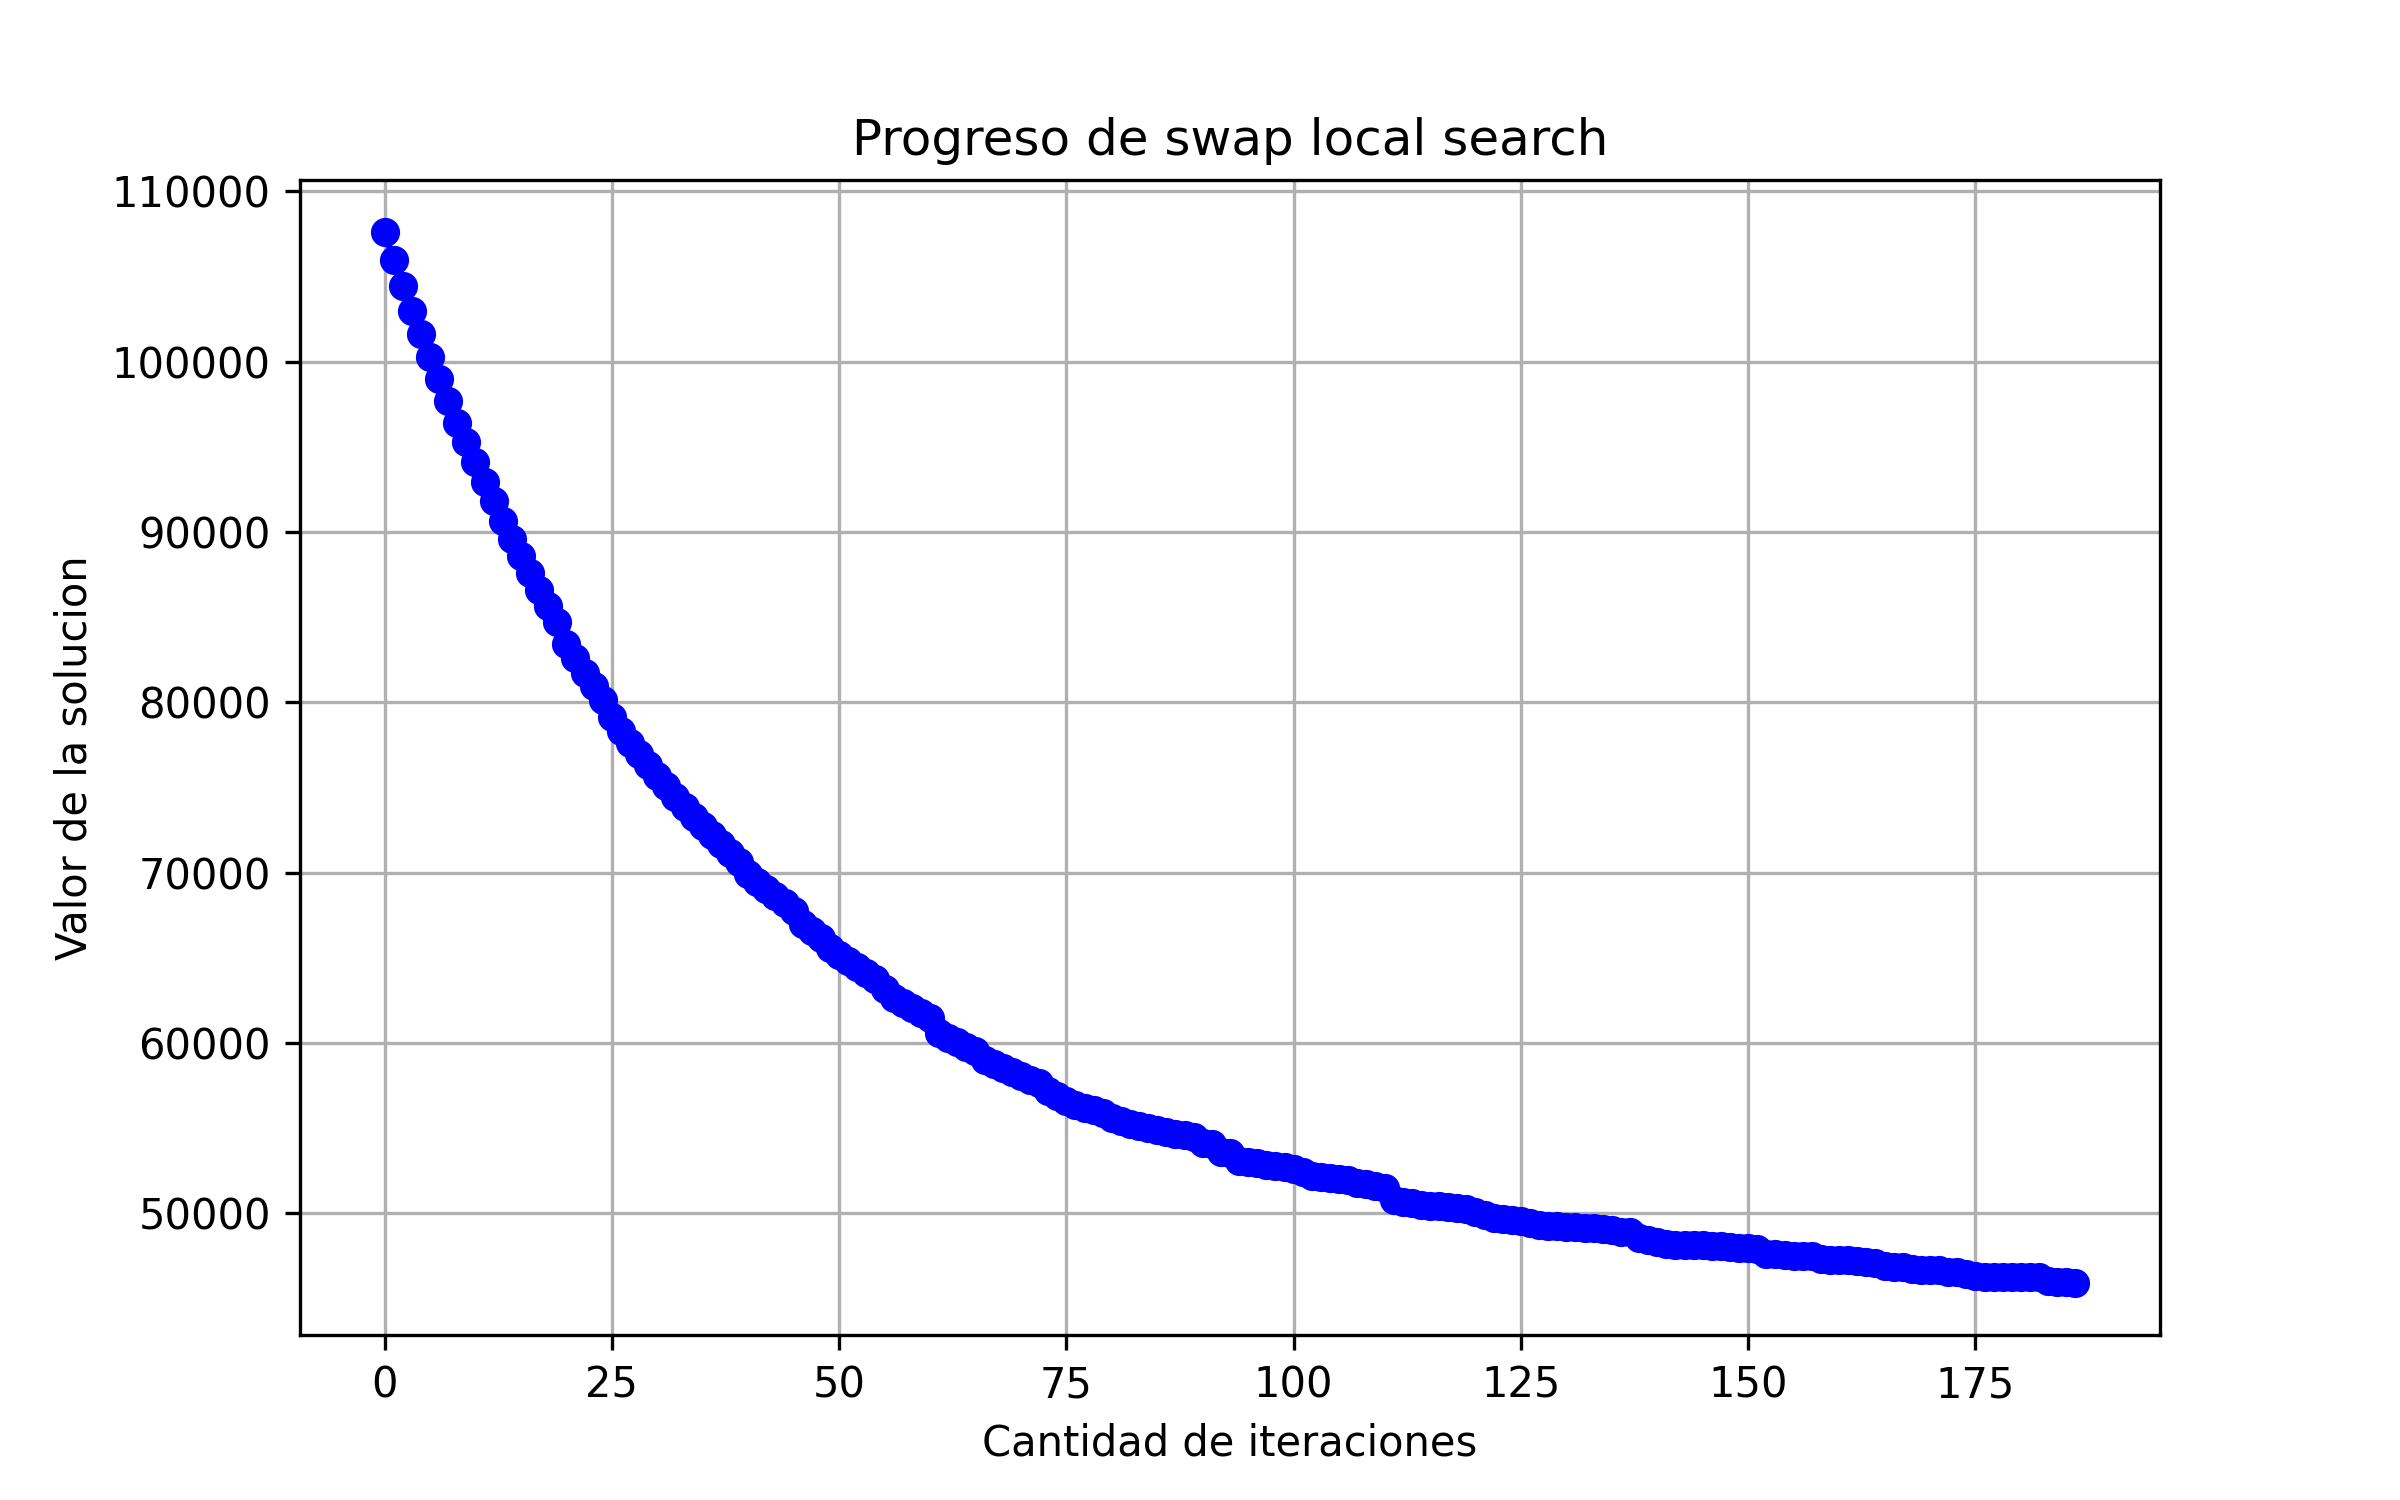 Progreso de swap local search
110000
100000
90000
80000
70000
60000
50000
Valor de la solucion
0 25 50 75 100 125 150 175
Cantidad de iteraciones